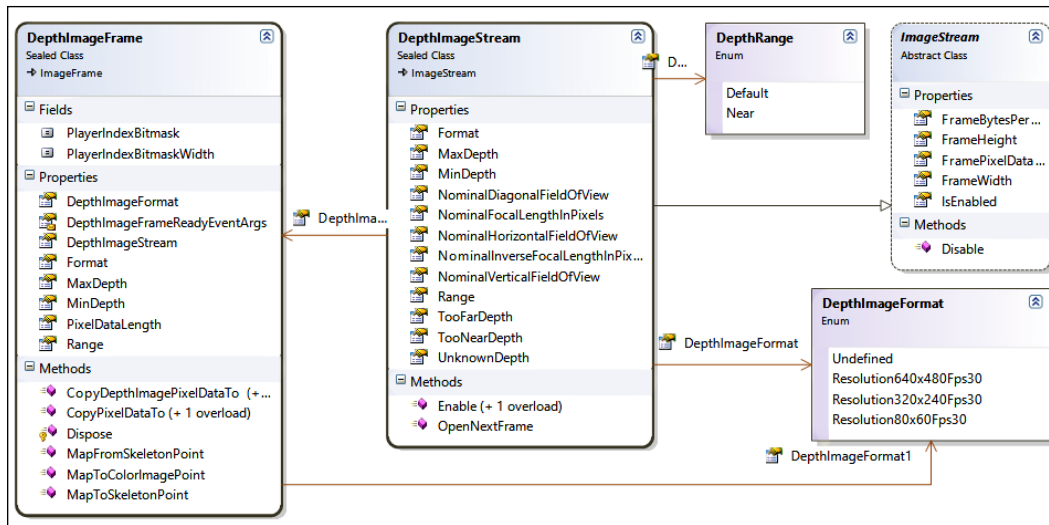 DepthImageFrame
Sealed Class
ImageFrame
Fields
PlayerIndexBitmask
PlayerIndexBitmaskWidth
Properties
DepthImageFormat
DepthImageFrameReadyEventArgs
DepthImageStream
Format
MaxDepth
MinDepth
PixelDataLength
Range
Methods
CopyDepthImagePixelDataTo (+...
CopyPixelDataTo (+ 1 overload)
Dispose
MapFromSkeletonPoint
MapToColorImagePoint
MapToSkeletonPoint
DepthIma...
DepthImageStream
Sealed Class
ImageStream
Properties
Format
MaxDepth
MinDepth
NominalDiagonalFieldOfView
NominalFocalLengthInPixels
NominalHorizontalFieldOfView
NominalInverseFocalLengthInPix...
NominalVerticalFieldOfView
Range
TooFarDepth
TooNearDepth
UnknownDepth
Methods
Enable (+ 1 overload)
OpenNextFrame
D...
DepthRange
Enum
Default
Near
ImageStream
Abstract Class
Properties
FrameBytesPer...
FrameHeight
FramePixelData...
FrameWidth
IsEnabled
Methods
Disable
DepthImageFormat
DepthImageFormat
Enum
Undefined
Resolution640x480Fps30
Resolution320x240Fps30
Resolution80x60Fps30
DepthImageFormat1